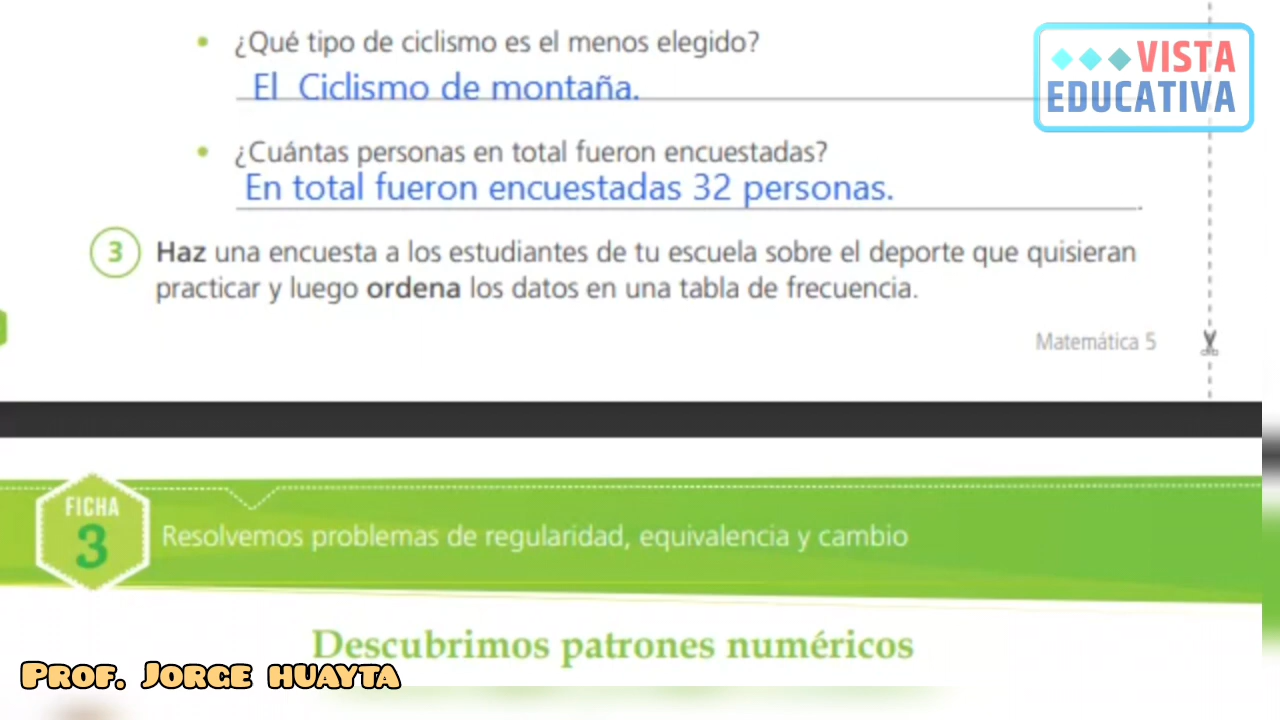 • ¿Qué tipo de ciclismo es el menos elegido?
El Ciclismo de montaña.
VISTA
EDUCATIVA
• ¿Cuántas personas en total fueron encuestadas?
En total fueron encuestadas 32 personas.
3 Haz una encuesta a los estudiantes de tu escuela sobre el deporte que quisieran
practicar y luego ordena los datos en una tabla de frecuencia.
Matemática 5
FICHA
3
Resolvemos problemas de regularidad, equivalencia y cambio
Descubrimos patrones numéricos
PROF. JORGE HUAYTA